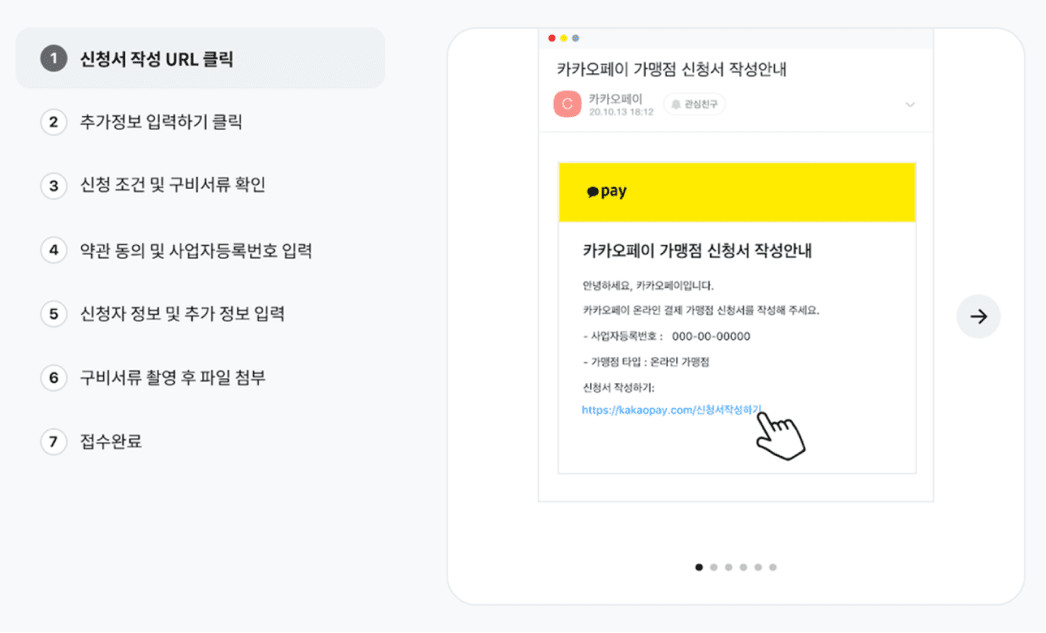 1 신청서 작성 URL 클릭
2 추가정보 입력하기 클릭
3 신청 조건 및 구비서류 확인
4 약관 동의 및 사업자등록번호 입력
5 신청자 정보 및 추가 정보 입력
6 구비서류 촬영 후 파일 첨부
7 접수완료
카카오페이 가맹점 신청서 작성안내
C 카카오페이 관심친구
20.10.13 18:12
pay
카카오페이 가맹점 신청서 작성안내
안녕하세요, 카카오페이입니다.
카카오페이 온라인 결제 가맹점 신청서를 작성해 주세요.
- 사업자등록번호 : 000-00-00000
- 가맹점 타입 : 온라인 가맹점
신청서 작성하기:
https://kakaopay.com/신청서작성하기